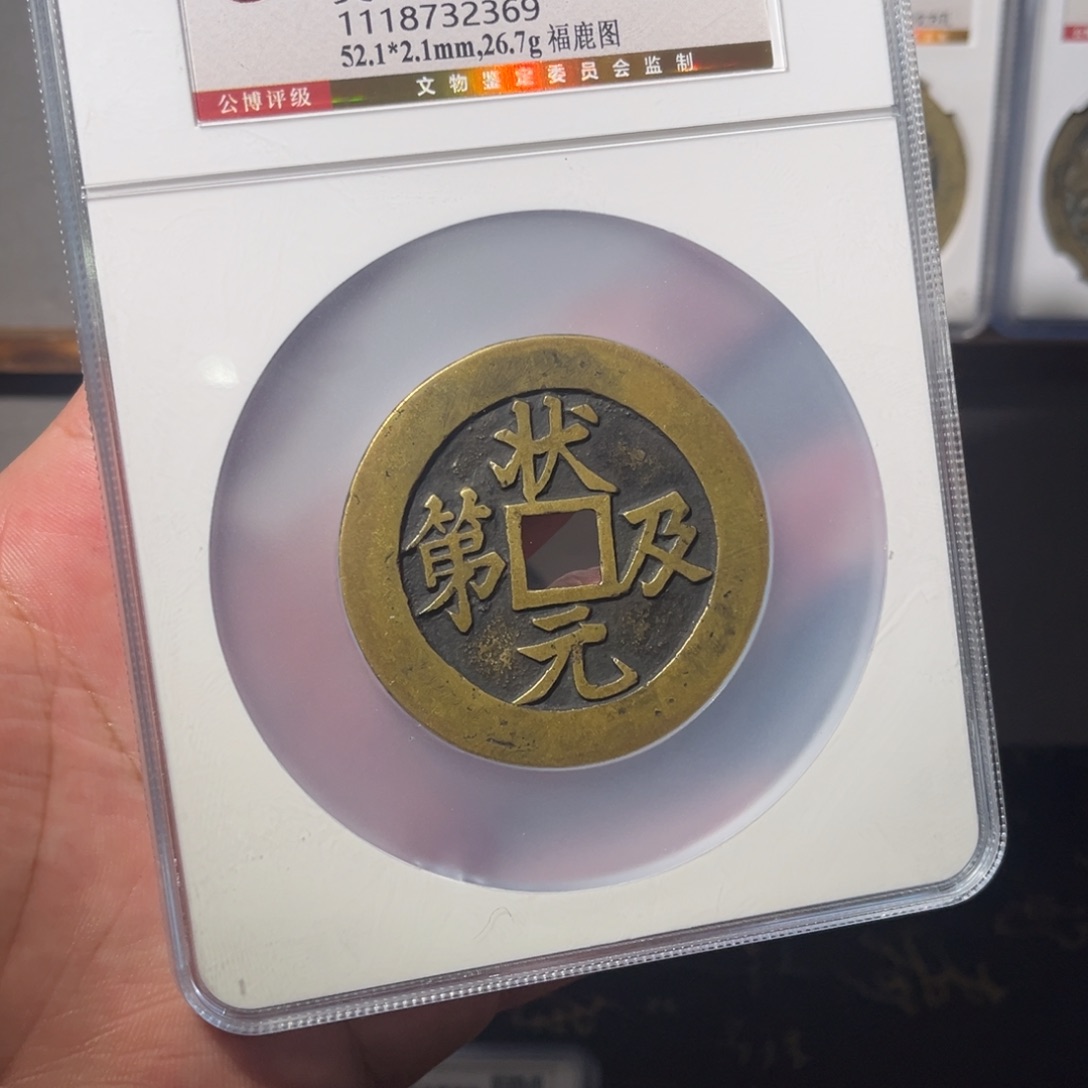 1118732369
52.1*2.1mm,26.7g 福鹿图
文物鉴定委员会监制
公博评级
状元及第